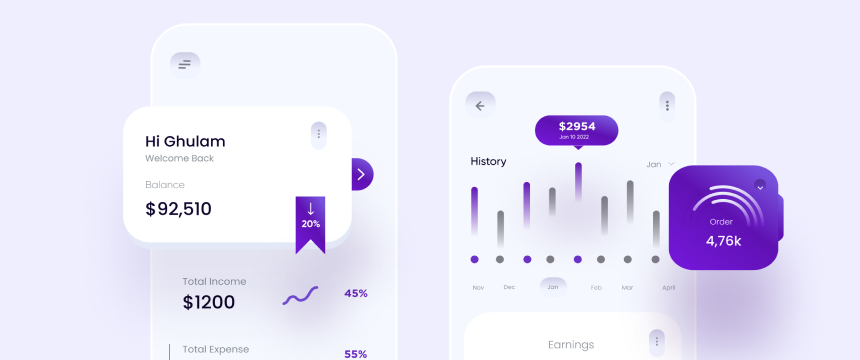 Hi Ghulam
Welcome Back
Balance
$92,510
20%
Total Income
$1200
45%
Total Expense
55%
$2954
Jan 10 2022
History
Jan
Nov
Dec
Jan
Feb
Mar
April
Order
4,76k
Earnings